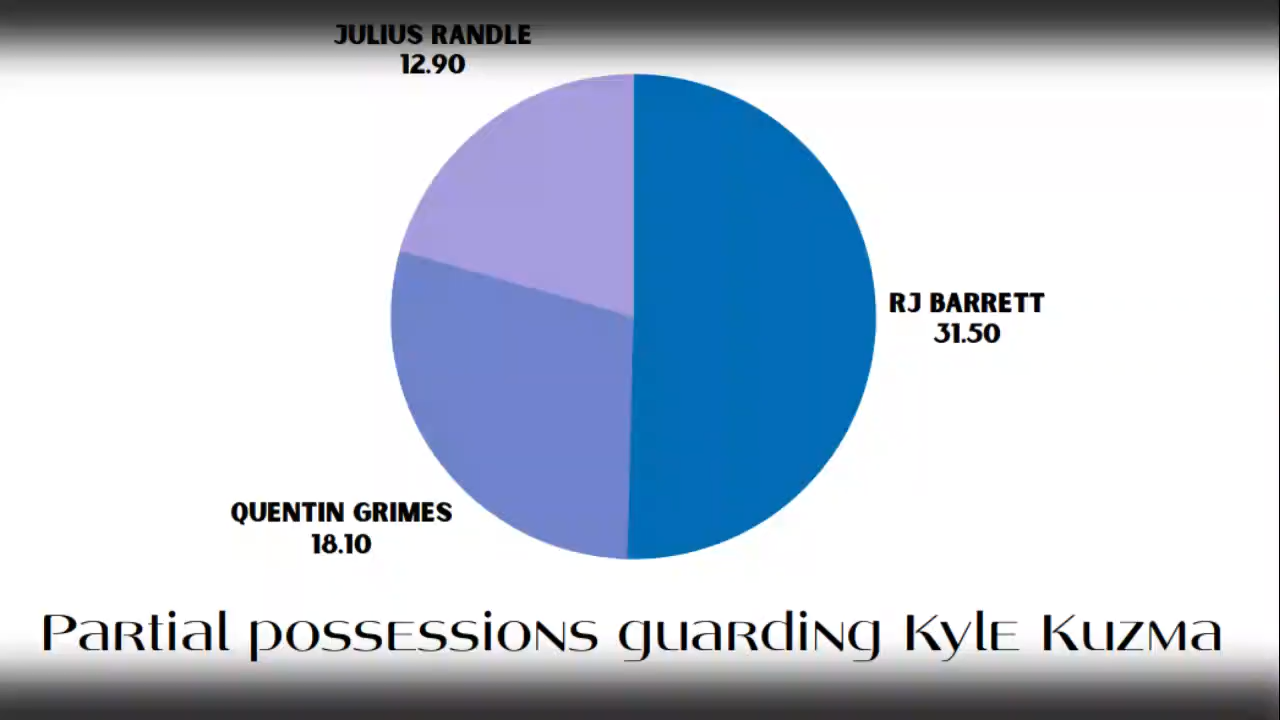 JULIUS RANDLE
12.90
RJ BARRETT
31.50
QUENTIN GRIMES
18.10
Partial possessions guarding Kyle Kuzma